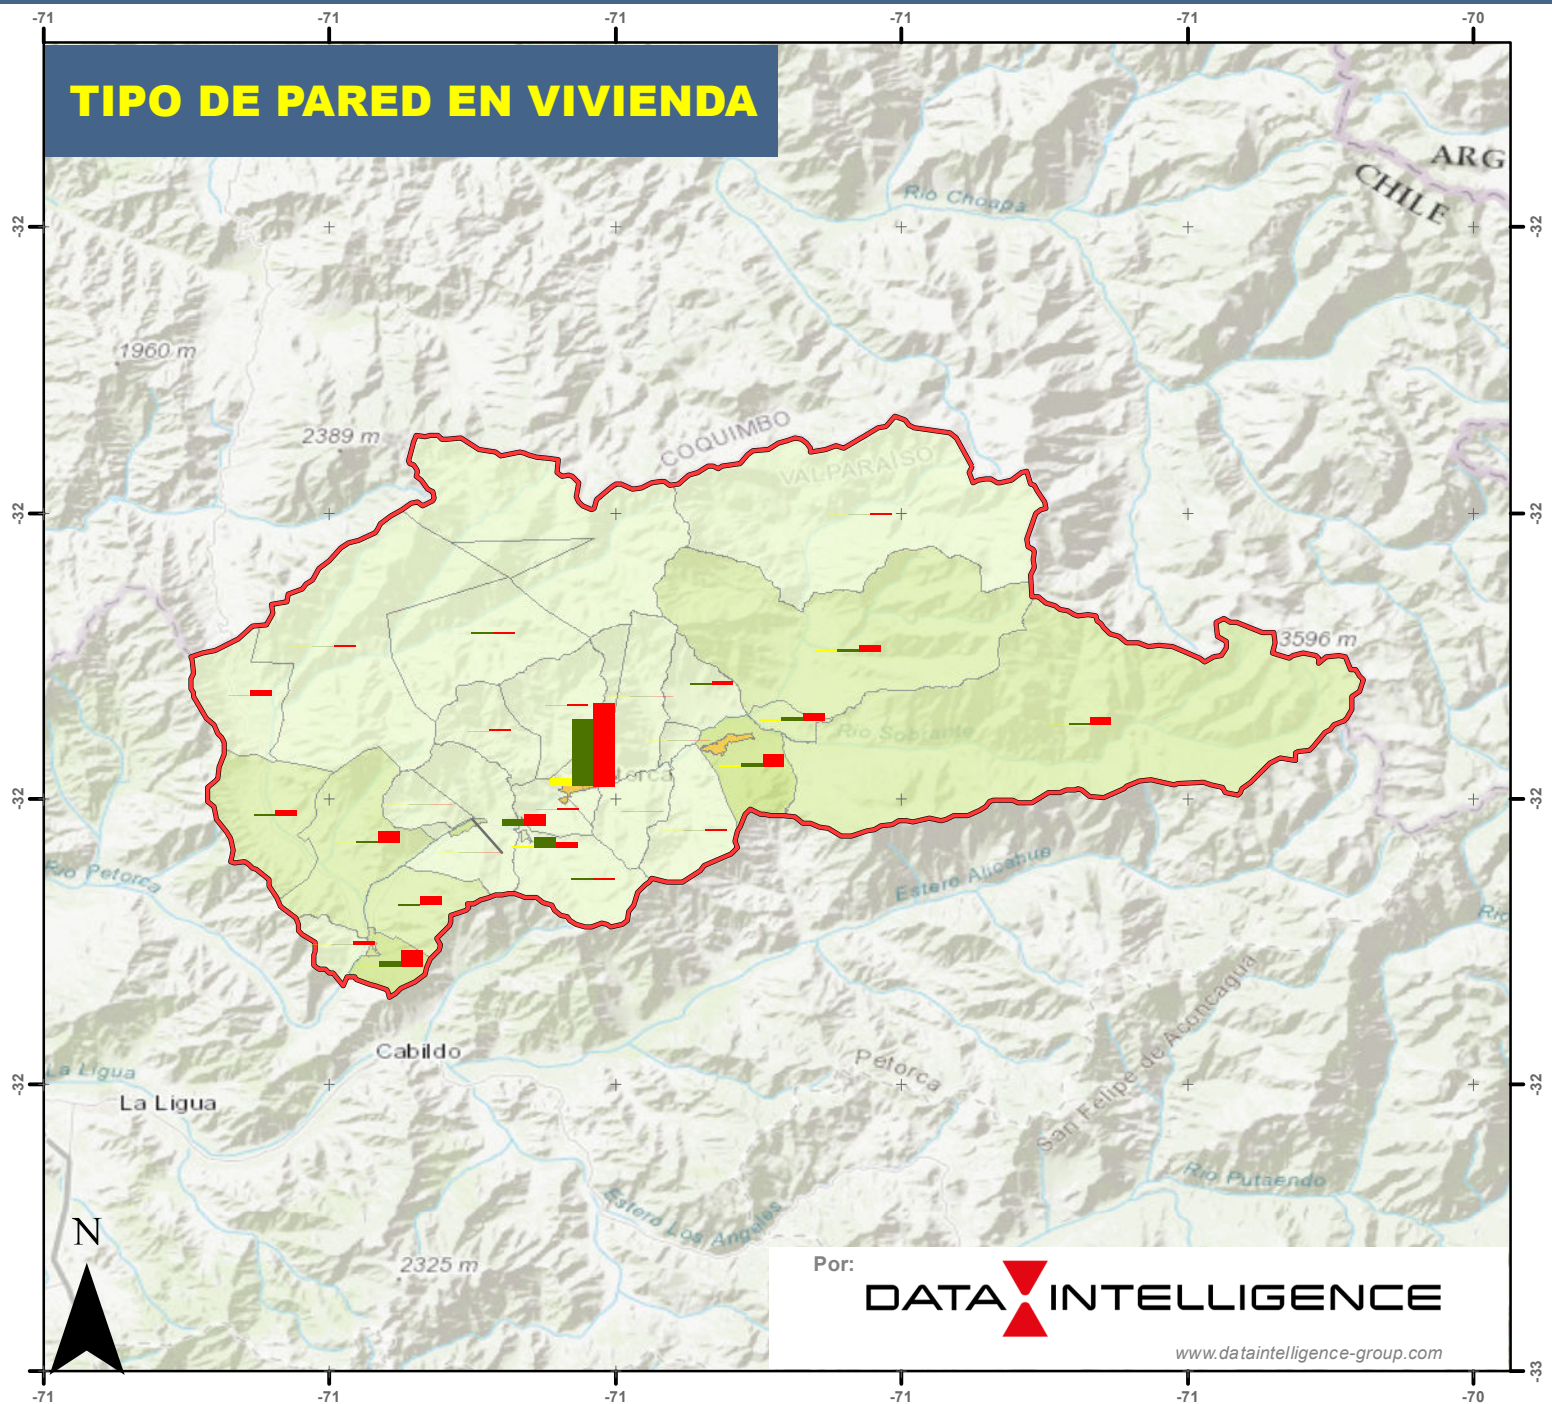 -71 -71 -71 -71 -71 -70
TIPO DE PARED EN VIVIENDA
ARG
CHILE
Rio Choapa
-32 -32
1960 m
2389 m
COQUIMBO
VALPARAISO
-32 -32
3596 m
Rio Sobrante
-32 -32
Rio Petorca
Estero Alicahue
Rio
Cabildo
La Ligua
La Ligua
Petorca
San Felipe de Aconcagua
-32 -32
Rio Putaendo
Estero Los Angeles
N
2325 m
Por:
DATA INTELLIGENCE
www.dataintelligence-group.com
-33
-71 -71 -71 -71 -71 -70